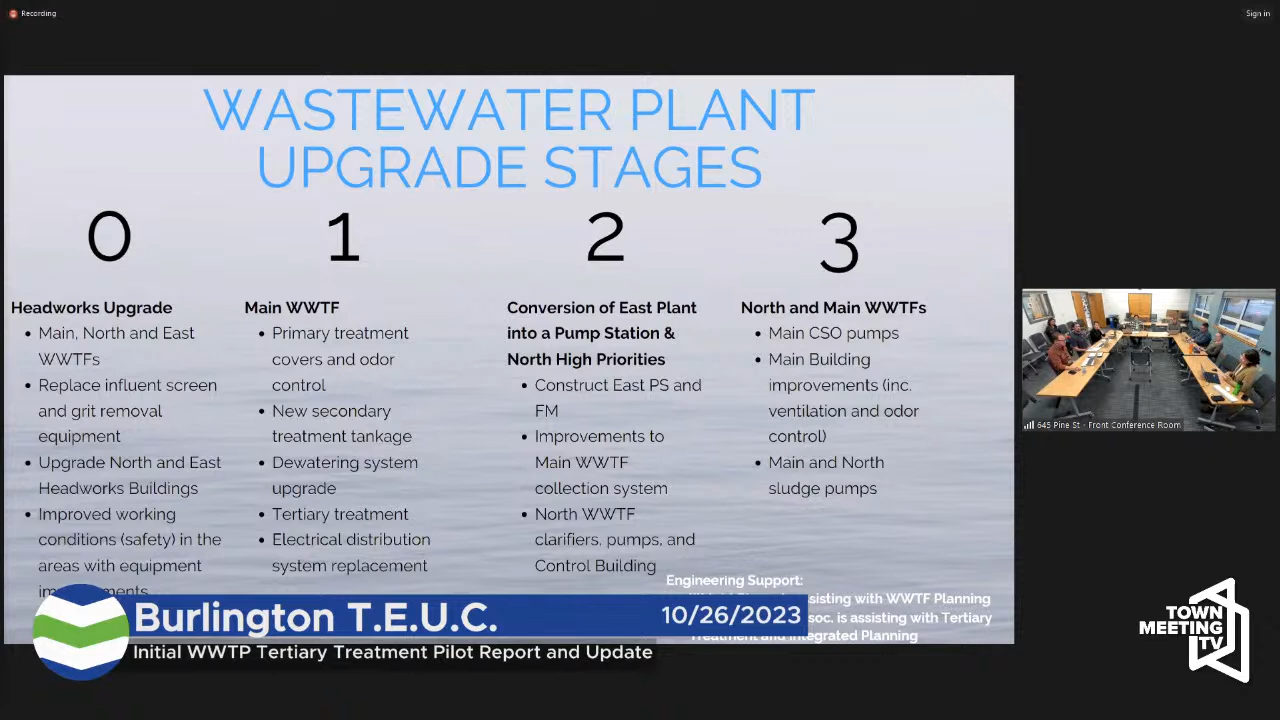 Recording
Sign in
WASTEWATER PLANT
UPGRADE STAGES
0
Headworks Upgrade
• Main, North and East
WWTFs
• Replace influent screen
and grit removal
equipment
• Upgrade North and East
Headworks Buildings
• Improved working
conditions (safety) in the
areas with equipment
1
Main WWTF
• Primary treatment
covers and odor
control
• New secondary
treatment tankage
• Dewatering system
upgrade
• Tertiary treatment
• Electrical distribution
system replacement
2
Conversion of East Plant
into a Pump Station &
North High Priorities
• Construct East PS and
FM
• Improvements to
Main WWTF
collection system
• North WWTF
clarifiers, pumps, and
Control Building
3
North and Main WWTFs
• Main CSO pumps
• Main Building
improvements (inc.
ventilation and odor
control)
• Main and North
sludge pumps
Engineering Support:
with WWTF Planning
is assisting with Tertiary
Treatment and Integrated Planning
645 Pine St - Front Conference Room
Burlington T.E.U.C.
10/26/2023
Initial WWTP Tertiary Treatment Pilot Report and Update
TOWN
MEETING
TV